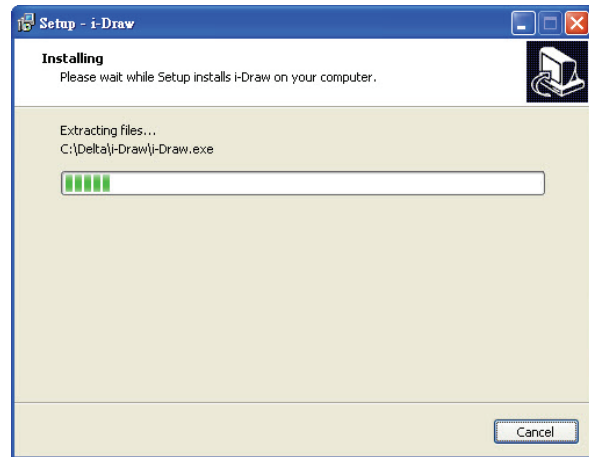 Setup - i-Draw
Installing
Please wait while Setup installs i-Draw on your computer.
Extracting files...
C:\Delta\i-Draw\i-Draw.exe
Cancel